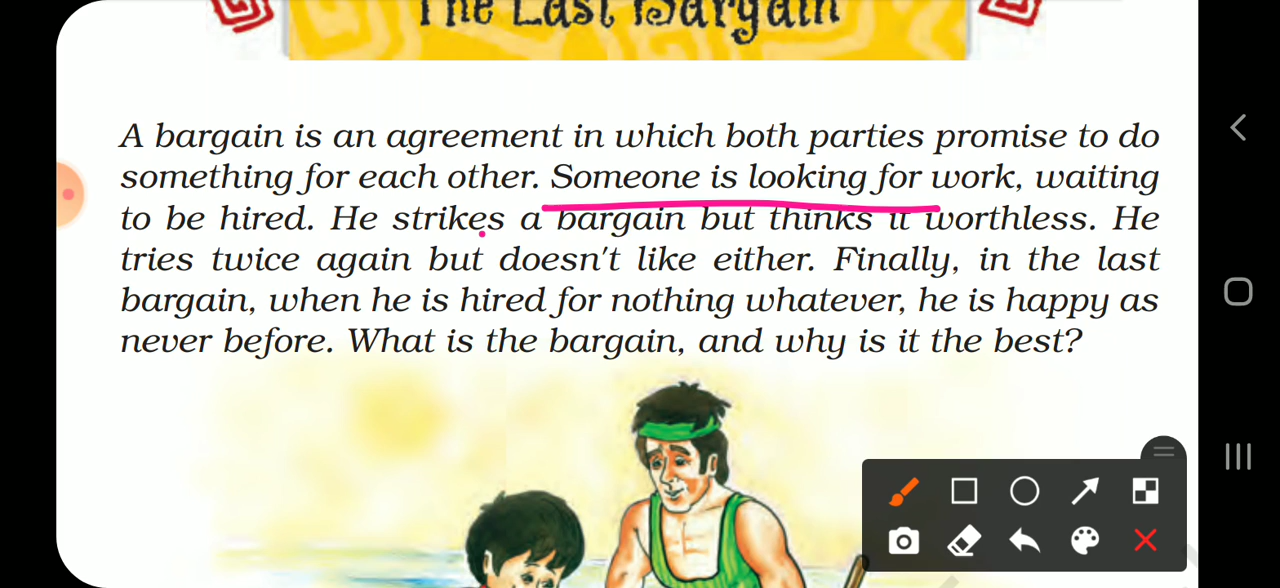 The Last Bargain
A bargain is an agreement in which both parties promise to do
something for each other. Someone is looking for work, waiting
to be hired. He strikes a bargain but thinks it worthless. He
tries twice again but doesn't like either. Finally, in the last
bargain, when he is hired for nothing whatever, he is happy as
never before. What is the bargain, and why is it the best?